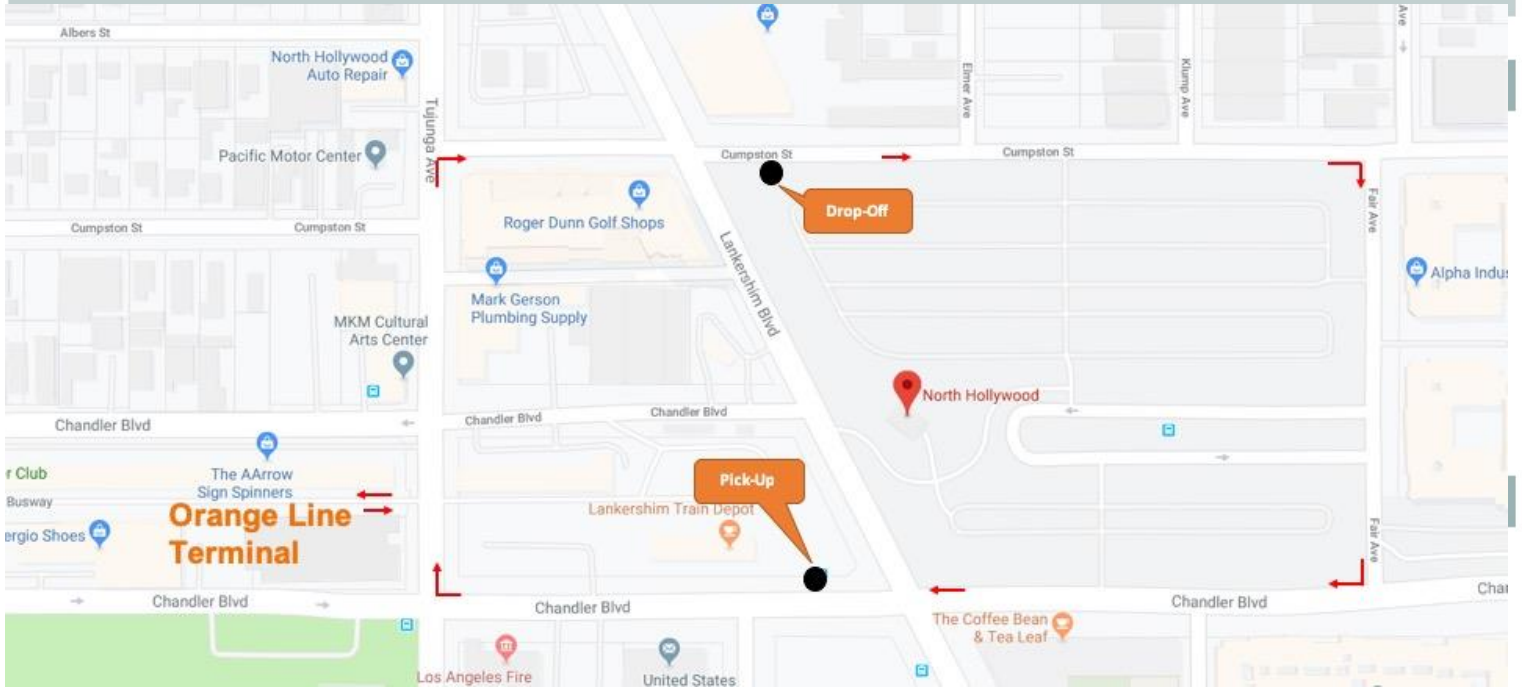 Albers St
North Hollywood
Auto Repair
Tujunga Ave
Elmer Ave
Klump Ave
Ave
Pacific Motor Center
Cumpston St
Cumpston St
Drop-Off
Fair Ave
Roger Dunn Golf Shops
Cumpston St
Cumpston St
Lankershim Blvd
Alpha Indus
Mark Gerson
Plumbing Supply
MKM Cultural
Arts Center
North Hollywood
Chandler Blvd
Chandler Blvd
Chandler Blvd
r Club
The AArrow
Sign Spinners
Pick-Up
Busway
Orange Line
Terminal
Lankershim Train Depot
ergio Shoes
Fair Ave
Chandler Blvd
Chandler Blvd
Chandler Blvd
Char
The Coffee Bean
& Tea Leaf
Los Angeles Fire
United States